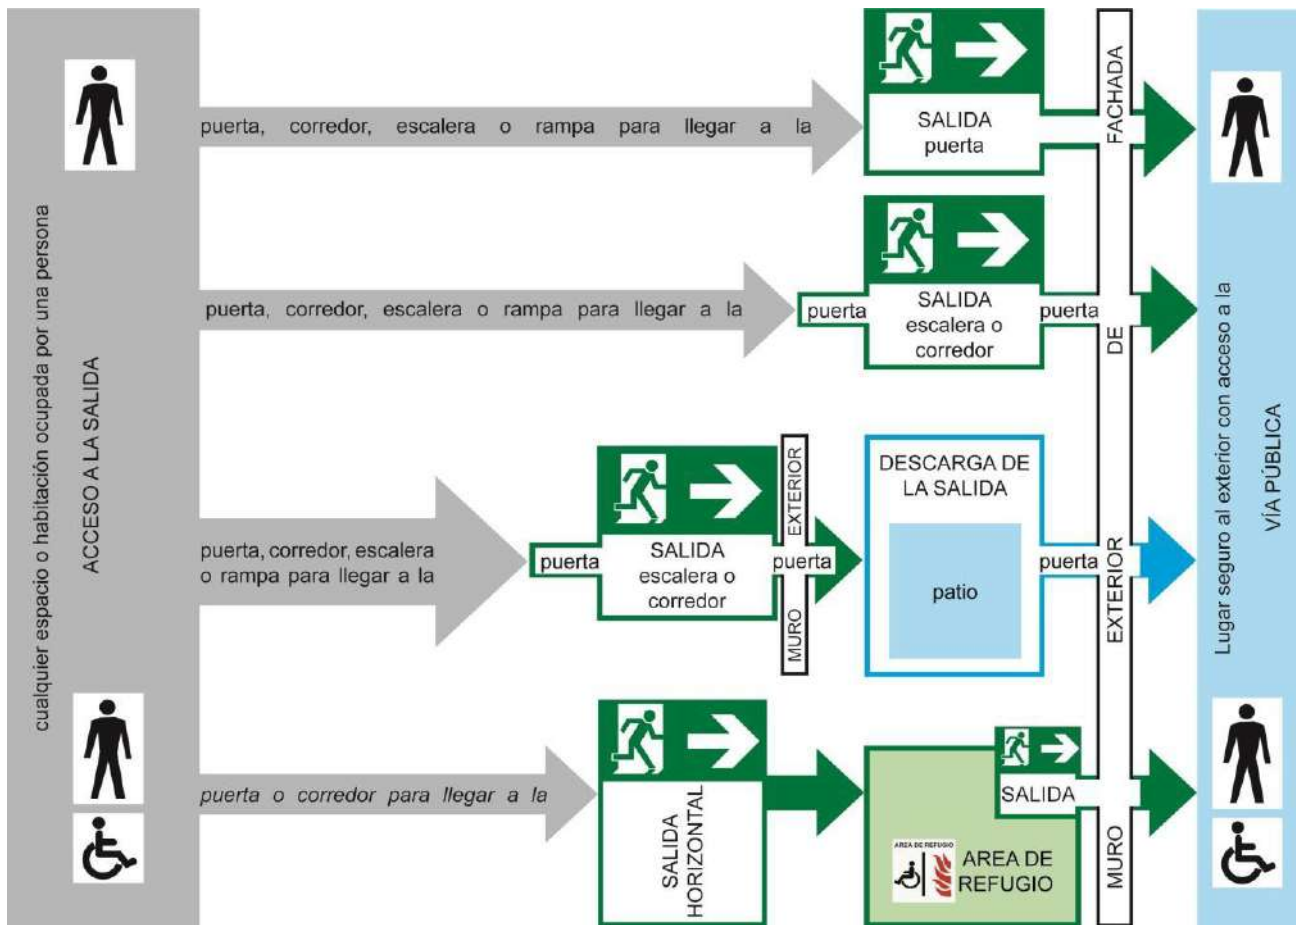 cualquier espacio o habitación ocupada por una persona
ACCESO A LA SALIDA
puerta, corredor, escalera o rampa para llegar a la
SALIDA
puerta
puerta, corredor, escalera o rampa para llegar a la
puerta
SALIDA
escalera o
corredor
puerta
puerta, corredor, escalera
o rampa para llegar a la
puerta
SALIDA
escalera o
corredor
puerta
MURO EXTERIOR
DESCARGA DE
LA SALIDA
patio
puerta
puerta o corredor para llegar a la
SALIDA
HORIZONTAL
AREA DE REFUGIO
AREA DE
REFUGIO
SALIDA
MURO EXTERIOR DE FACHADA
Lugar seguro al exterior con acceso a la
VÍA PÚBLICA